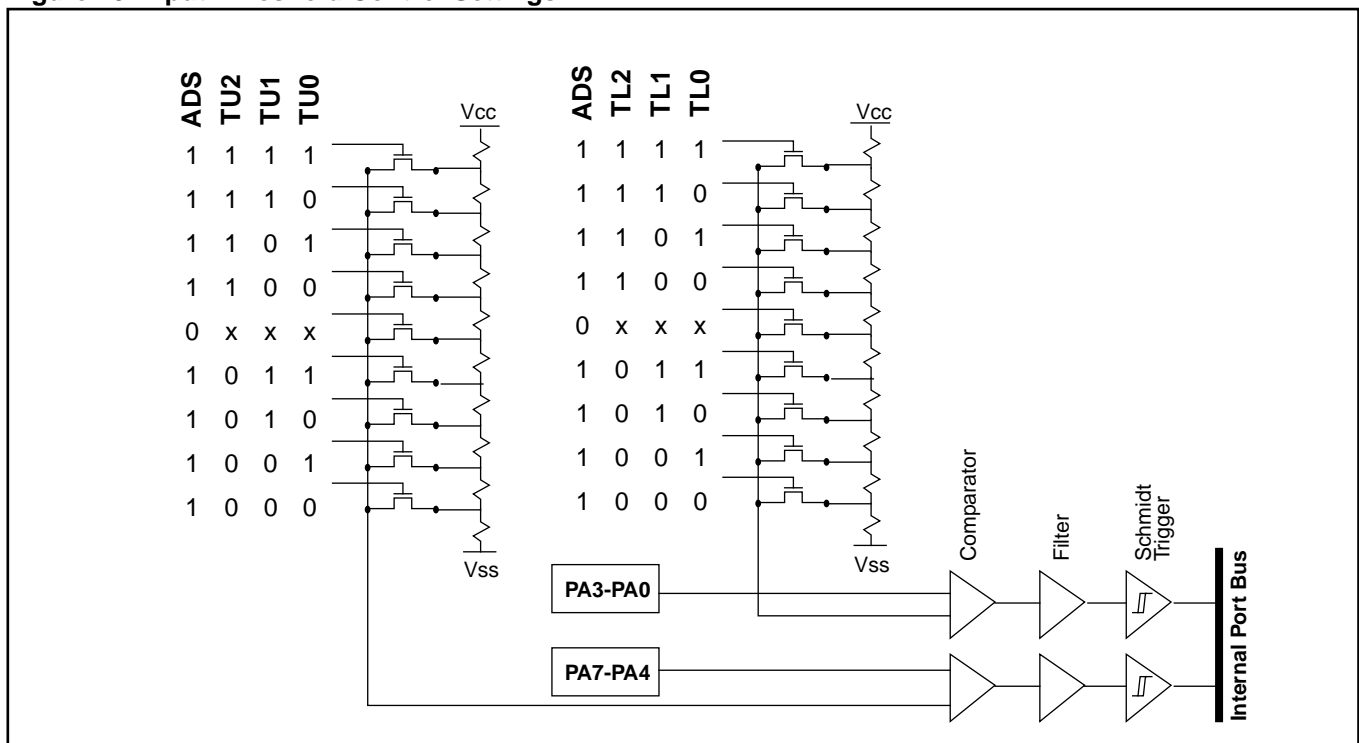 ADS TU2 TU1 TU0
Vcc
1 1 1 1
1 1 1 0
1 1 0 1
1 1 0 0
0 x x x
1 0 1 1
1 0 1 0
1 0 0 1
1 0 0 0
Vss
ADS TL2 TL1 TL0
Vcc
1 1 1 1
1 1 1 0
1 1 0 1
1 1 0 0
0 x x x
1 0 1 1
1 0 1 0
1 0 0 1
1 0 0 0
Vss
Comparator
Filter
Schmidt
Trigger
PA3-PA0
PA7-PA4
Internal Port Bus